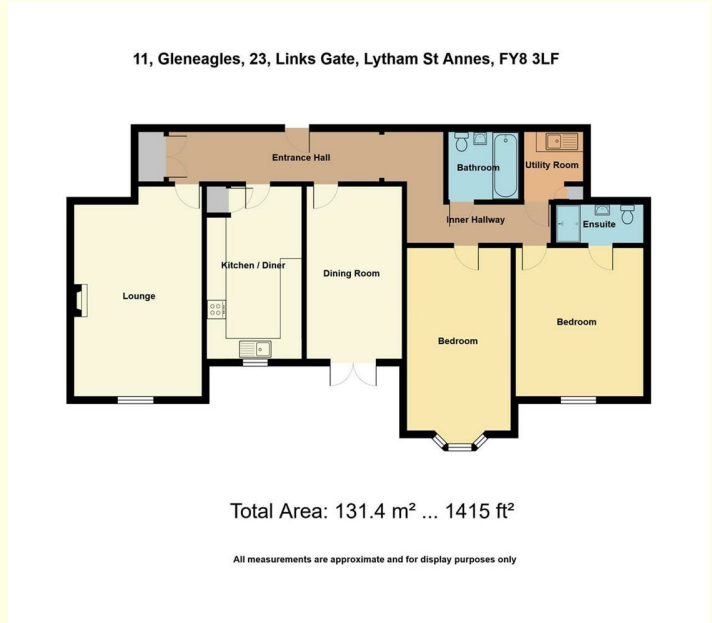 11, Gleneagles, 23, Links Gate, Lytham St Annes, FY8 3LF
Entrance Hall
Bathroom
Utility Room
Inner Hallway
Ensuite
Kitchen / Diner
Lounge
Dining Room
Bedroom
Bedroom
Total Area: 131.4 m² ... 1415 ft²
All measurements are approximate and for display purposes only